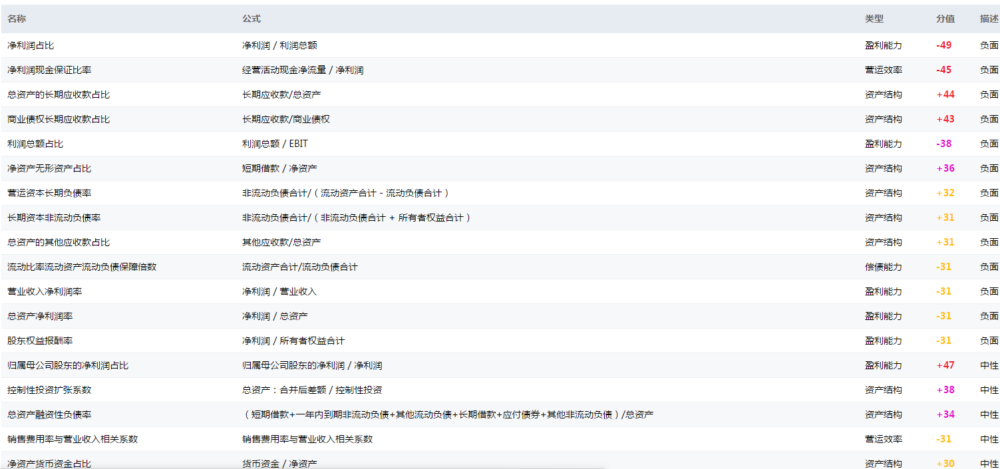 名称 公式 类型 分值 描述
净利润占比 净利润 / 利润总额 盈利能力 -49 负面
净利润现金保证比率 经营活动现金净流量 / 净利润 营运效率 -45 负面
总资产的长期应收款占比 长期应收款/总资产 资产结构 +44 负面
商业债权长期应收款占比 长期应收款/商业债权 资产结构 +43 负面
利润总额占比 利润总额 / EBIT 盈利能力 -38 负面
净资产无形资产占比 短期借款 / 净资产 资产结构 +36 负面
营运资本长期负债率 非流动负债合计/（流动资产合计 - 流动负债合计） 资产结构 +32 负面
长期资本非流动负债率 非流动负债合计/（非流动负债合计 + 所有者权益合计） 资产结构 +31 负面
总资产的其他应收款占比 其他应收款/总资产 资产结构 +31 负面
流动比率流动资产流动负债保障倍数 流动资产合计/流动负债合计 偿债能力 -31 负面
营业收入净利润率 净利润 / 营业收入 盈利能力 -31 负面
总资产净利润率 净利润 / 总资产 盈利能力 -31 负面
股东权益报酬率 净利润 / 所有者权益合计 盈利能力 -31 负面
归属母公司股东的净利润占比 归属母公司股东的净利润 / 净利润 盈利能力 +47 中性
控制性投资扩张系数 总资产：合并后差额 / 控制性投资 资产结构 +38 中性
总资产融资性负债率 （短期借款+一年内到期非流动负债+其他流动负债+长期借款+应付债券+其他非流动负债）/总资产 资产结构 +34 中性
销售费用率与营业收入相关系数 销售费用率与营业收入相关系数 营运效率 -31 中性
净资产货币资金占比 货币资金 / 净资产 资产结构 +30 中性